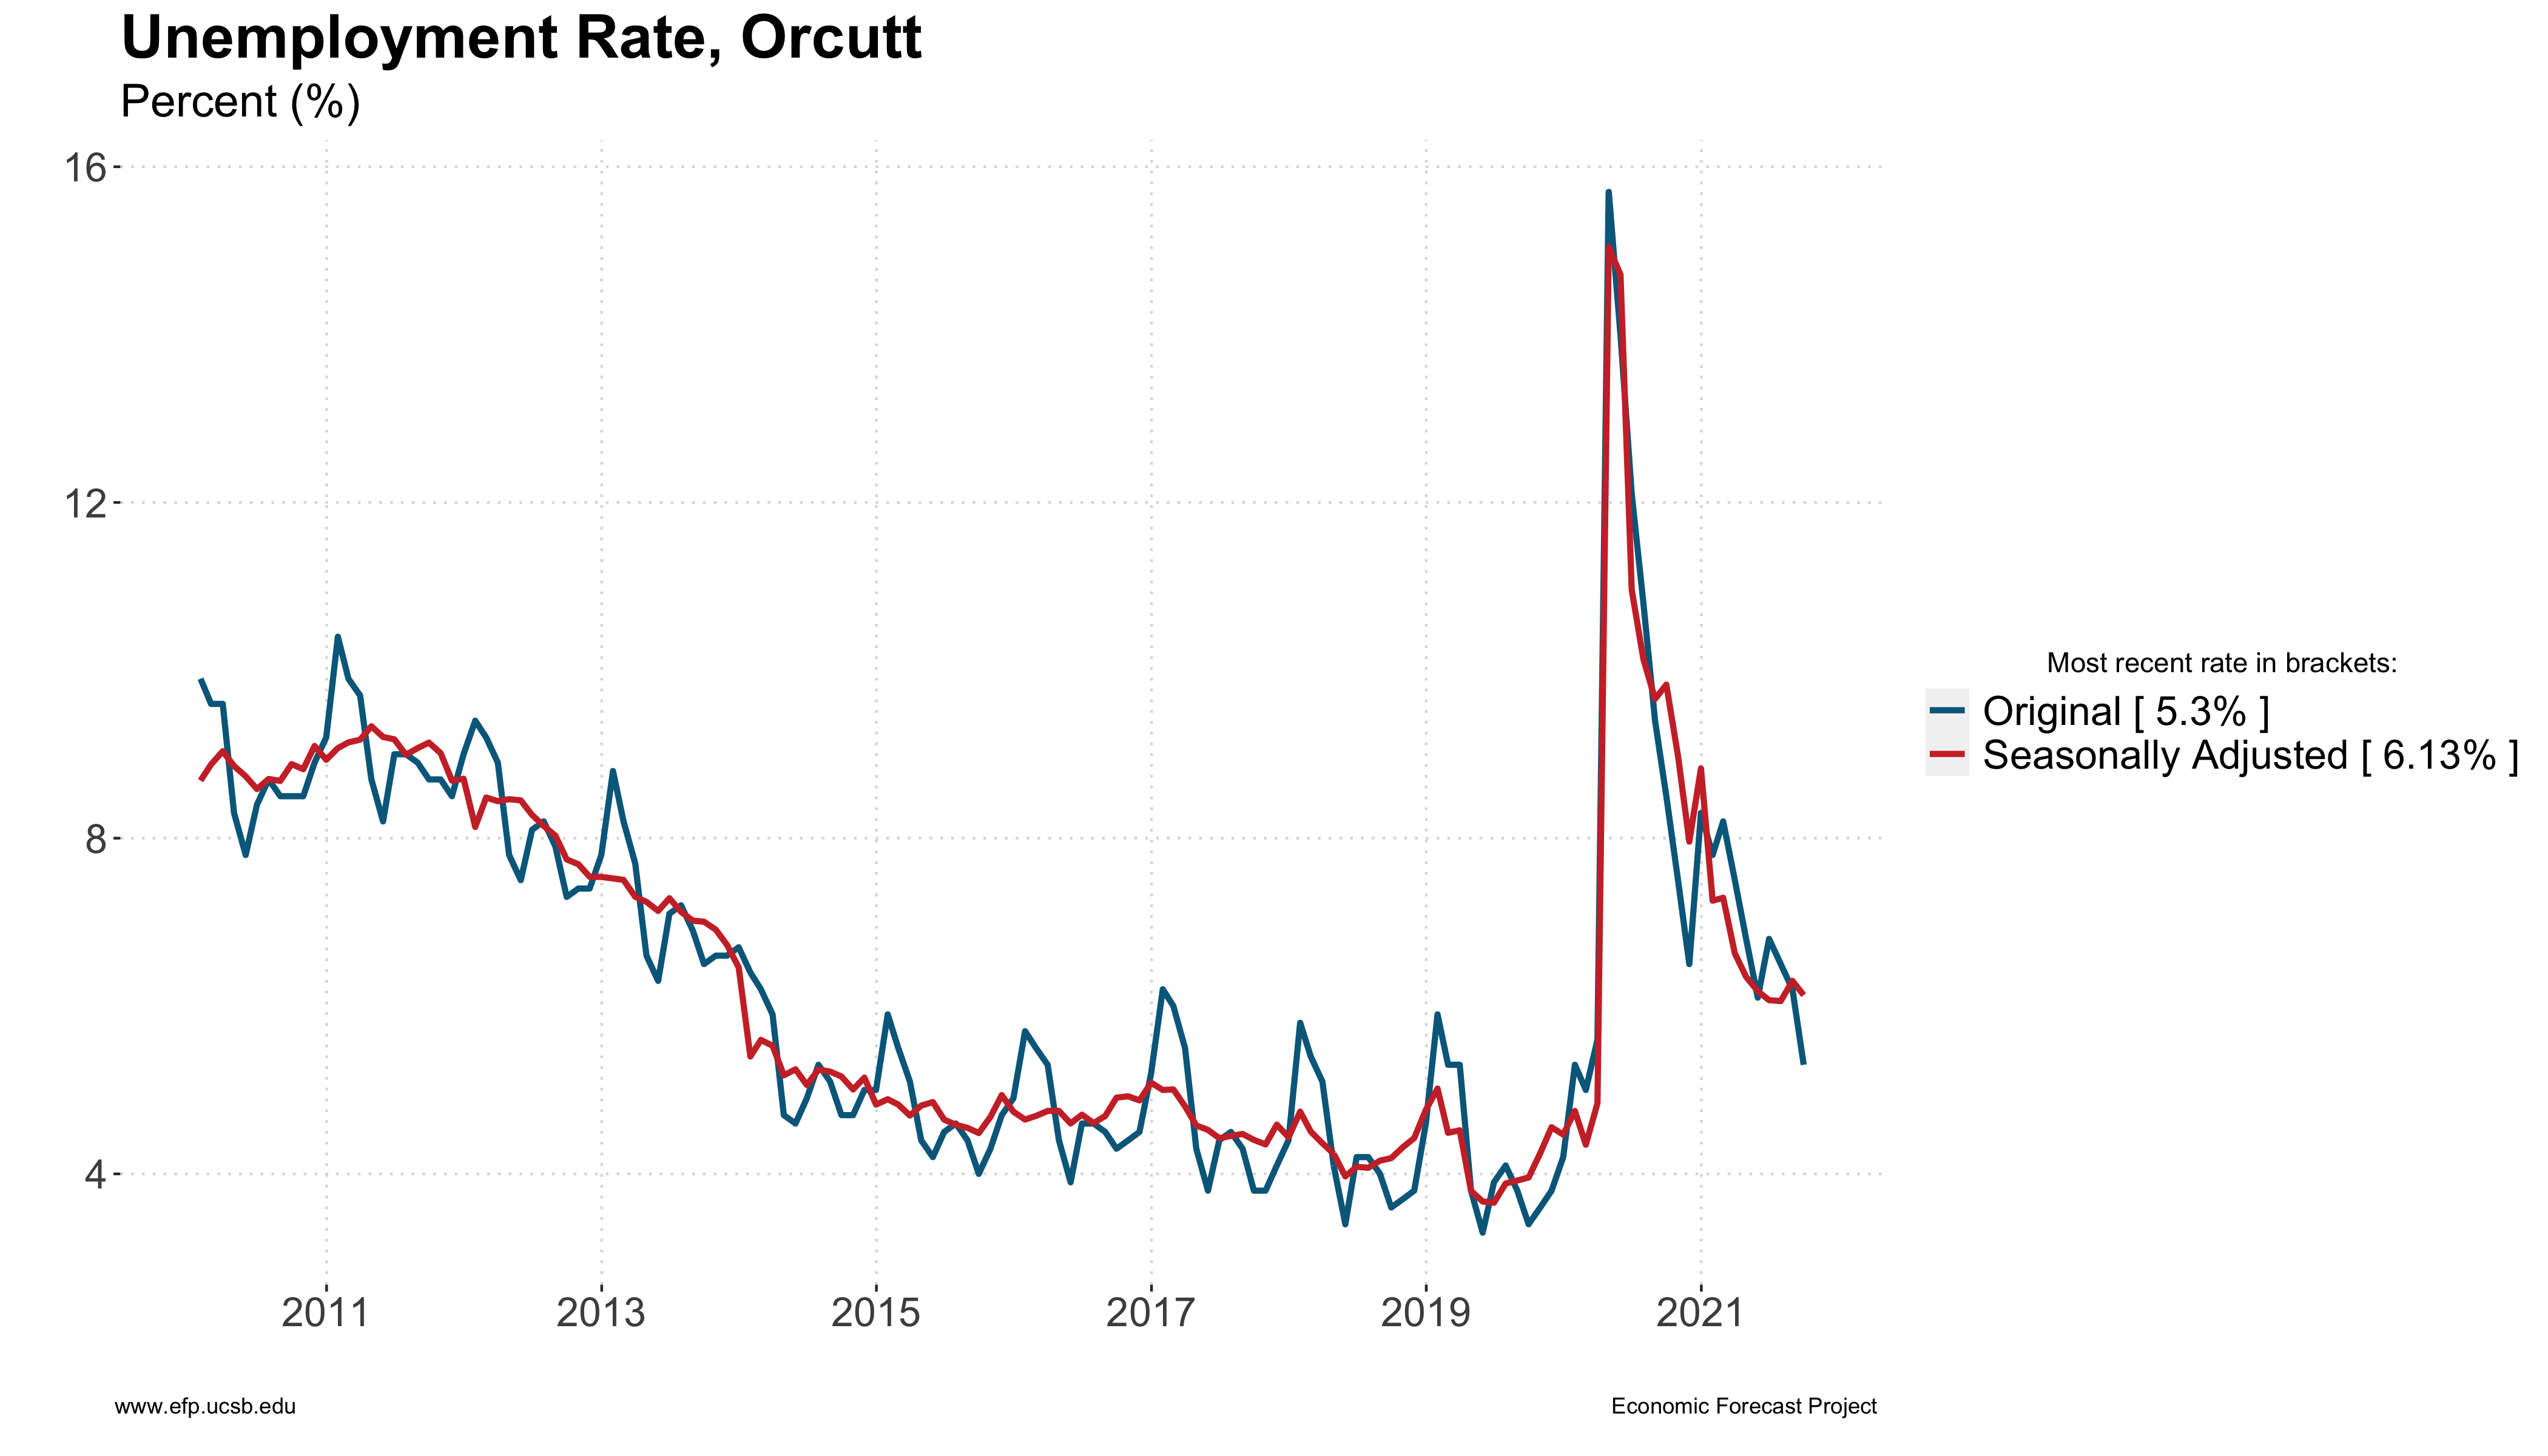 Unemployment Rate, Orcutt
Percent (%)
16
12
8
4
2011 2013 2015 2017 2019 2021
Most recent rate in brackets:
Original [ 5.3% ]
Seasonally Adjusted [ 6.13% ]
www.efp.ucsb.edu
Economic Forecast Project